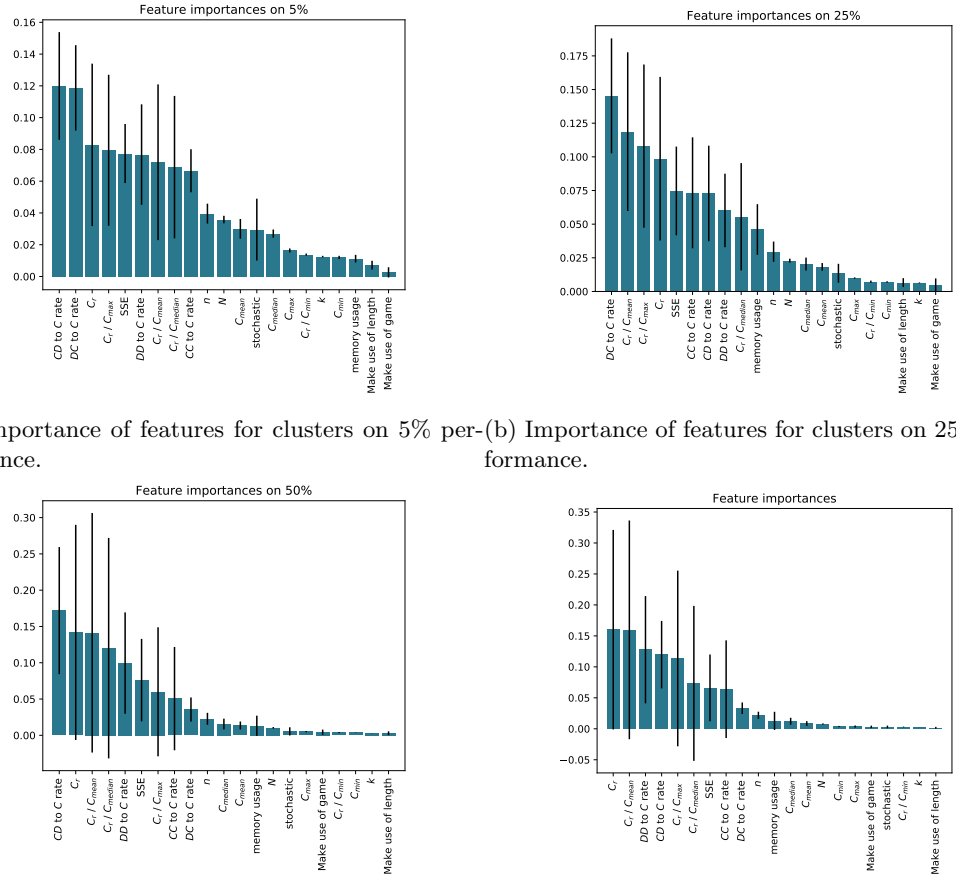 Feature importances on 5%
0.16
0.14
0.12
0.10
0.08
0.06
0.04
0.02
0.00
CD to C rate
DC to C rate
C_r
C_r / C_max
SSE
DD to C rate
C_r / C_mean
C_r / C_median
CC to C rate
n
N
C_mean
stochastic
C_median
C_max
C_r / C_min
k
C_min
memory usage
Make use of length
Make use of game
Feature importances on 25%
0.175
0.150
0.125
0.100
0.075
0.050
0.025
0.000
DC to C rate
C_r / C_mean
C_r / C_max
C_r
SSE
CC to C rate
CD to C rate
DD to C rate
C_r / C_median
memory usage
n
N
C_median
C_mean
stochastic
C_max
C_r / C_min
C_min
Make use of length
k
Make use of game
mportance of features for clusters on 5% per-
nce.
(b) Importance of features for clusters on 25
formance.
Feature importances on 50%
0.30
0.25
0.20
0.15
0.10
0.05
0.00
CD to C rate
C_r
C_r / C_mean
C_r / C_median
DD to C rate
SSE
C_r / C_max
CC to C rate
DC to C rate
n
C_median
C_mean
memory usage
N
stochastic
C_max
Make use of game
C_r / C_min
C_min
k
Make use of length
Feature importances
0.35
0.30
0.25
0.20
0.15
0.10
0.05
0.00
−0.05
C_r
C_r / C_mean
DD to C rate
CD to C rate
C_r / C_max
C_r / C_median
SSE
CC to C rate
DC to C rate
n
memory usage
C_median
C_mean
N
C_min
C_max
Make use of game
stochastic
C_r / C_min
k
Make use of length